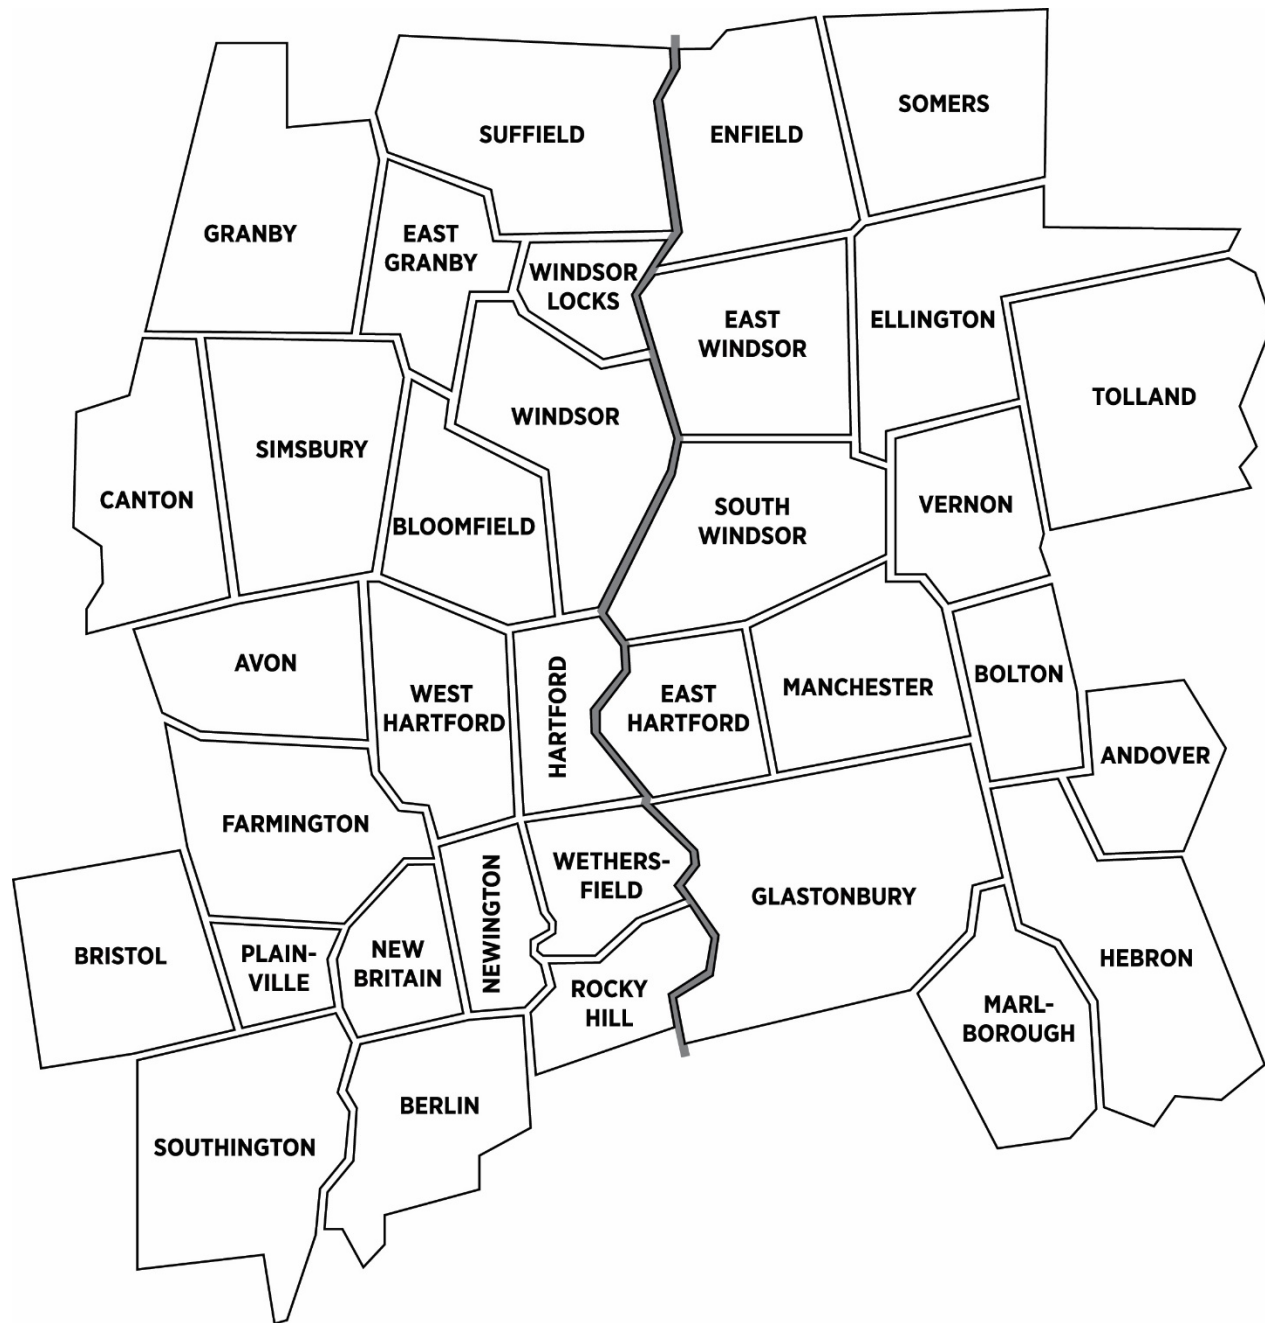 SOMERS
SUFFIELD
ENFIELD
GRANBY
EAST
GRANBY
WINDSOR
LOCKS
EAST
WINDSOR
ELLINGTON
TOLLAND
WINDSOR
SIMSBURY
CANTON
BLOOMFIELD
SOUTH
WINDSOR
VERNON
AVON
WEST
HARTFORD
HARTFORD
EAST
HARTFORD
MANCHESTER
BOLTON
ANDOVER
FARMINGTON
WETHERS-
FIELD
GLASTONBURY
BRISTOL
PLAIN-
VILLE
NEW
BRITAIN
NEWINGTON
ROCKY
HILL
HEBRON
MARL-
BOROUGH
BERLIN
SOUTHINGTON